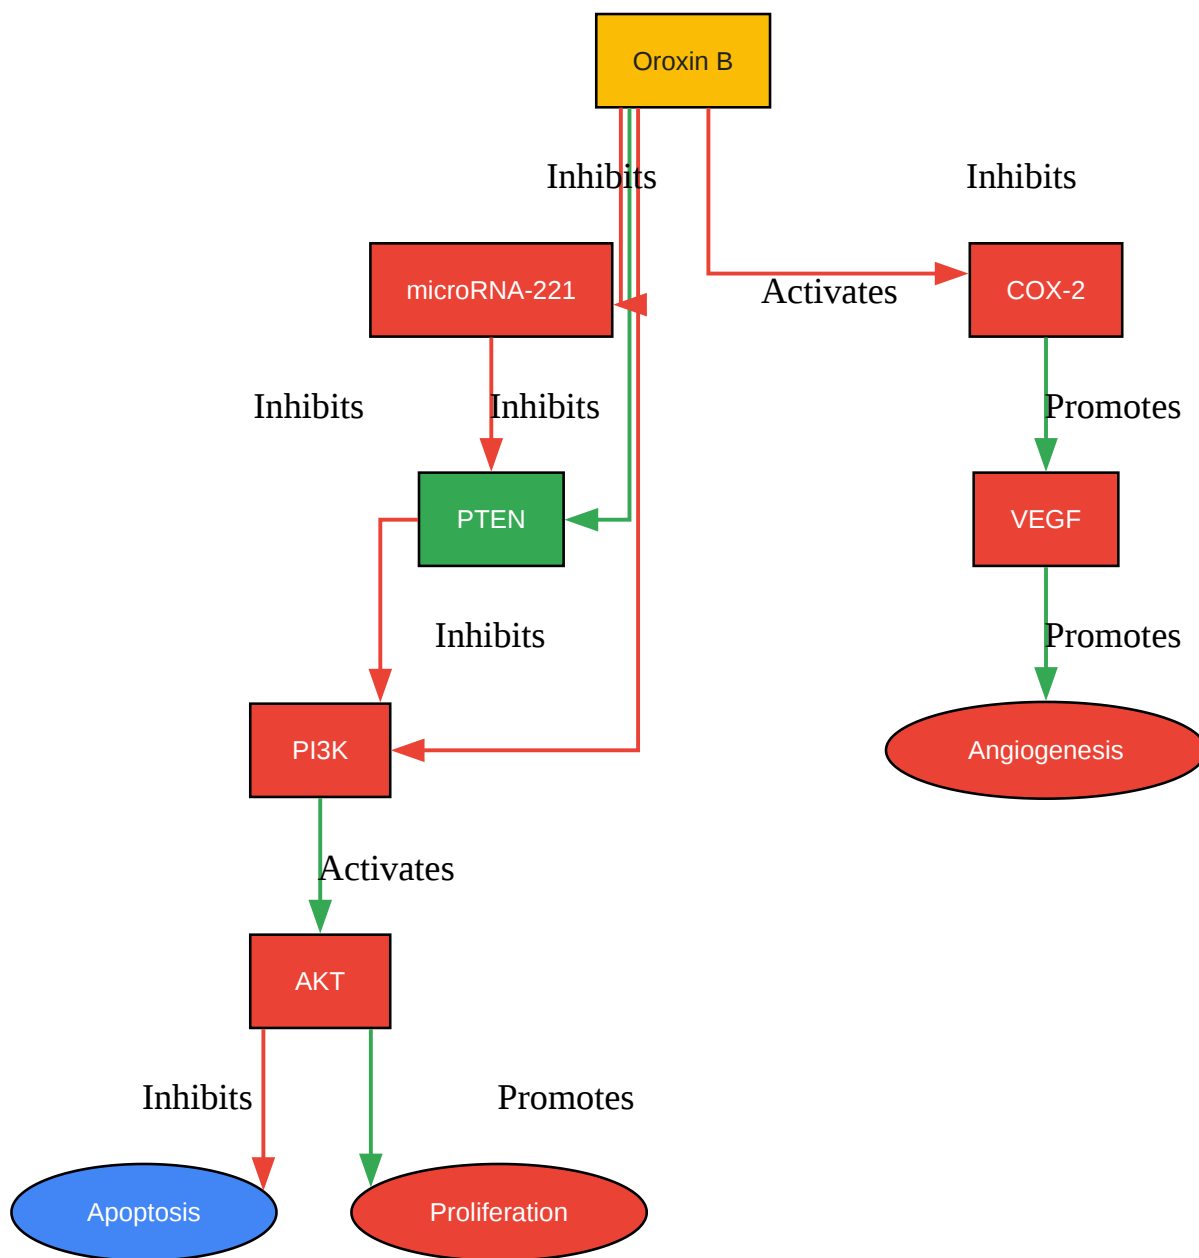 Oroxin B
Inhibits
Inhibits
microRNA-221
Activates
COX-2
Inhibits
Inhibits
Promotes
PTEN
VEGF
Inhibits
Promotes
PI3K
Angiogenesis
Activates
AKT
Inhibits
Promotes
Apoptosis
Proliferation